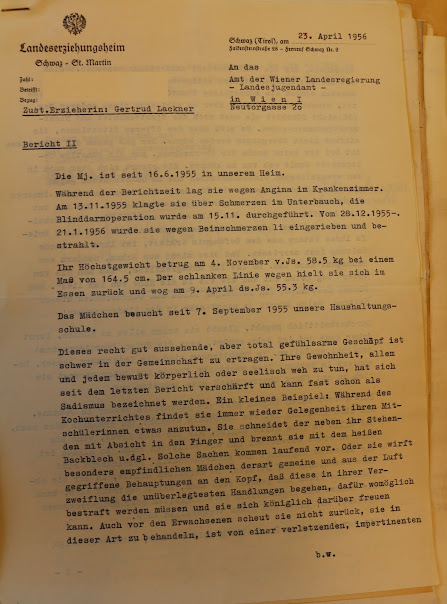 Landeserziehungsheim
Schwaz - St. Martin
Schwaz (Tirol), am 23. April 1956
Falkensteinstraße 28 - Fernruf Schwaz Nr. 2
Zahl:
Betrifft:
Bezug:
Zust.Erzieherin: Gertrud Lackner
An das
Amt der Wiener Landesregierung
- Landesjugendamt -
in Wien I
Neutorgasse 20
Bericht II
Die Mj. ist seit 16.6.1955 in unserem Heim.
Während der Berichtzeit lag sie wegen Angina im Krankenzimmer.
Am 13.11.1955 klagte sie über Schmerzen im Unterbauch, die
Blinddarmoperation wurde am 15.11. durchgeführt. Vom 28.12.1955-
21.1.1956 wurde sie wegen Beinschmerzen li eingerieben und be-
strahlt.
Ihr Höchstgewicht betrug am 4. November v.Js. 58.5 kg bei einem
Maß von 164.5 cm. Der schlanken Linie wegen hielt sie sich im
Essen zurück und wog am 9. April ds.Js. 55.3 kg.
Das Mädchen besucht seit 7. September 1955 unsere Haushaltungs-
schule.
Dieses recht gut aussehende, aber total gefühlsarme Geschöpf ist
schwer in der Gemeinschaft zu ertragen. Ihre Gewohnheit, allem
und jedem bewußt körperlich oder seelisch weh zu tun, hat sich
seit dem letzten Bericht verschärft und kann fast schon als
Sadismus bezeichnet werden. Ein kleines Beispiel: Während des
Kochunterrichtes findet sie immer wieder Gelegenheit ihren Mit-
schülerinnen etwas anzutun. Sie schneidet der neben ihr Stehen-
den mit Absicht in den Finger und brennt sie mit dem heißen
Backblech u.dgl. Solche Sachen kommen laufend vor. Oder sie wirft
besonders empfindlichen Mädchen derart gemeine und aus der Luft
gegriffene Behauptungen an den Kopf, daß diese in ihrer Ver-
zweiflung die unüberlegtesten Handlungen begehen, dafür womöglich
bestraft werden müssen und sie sich königlich darüber freuen
kann. Auch vor den Erwachsenen scheut sie nicht zurück, sie in
dieser Art zu behandeln, ist von einer verletzenden, impertinenten
b.w.